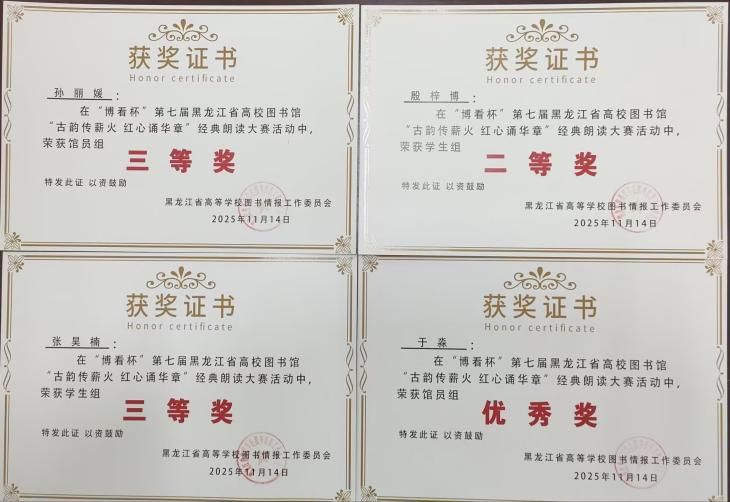 获奖证书
Honor certificate
孙丽媛：
在“博看杯”第七届黑龙江省高校图书馆
“古韵传薪火 红心诵华章”经典朗读大赛活动中，
荣获馆员组
三等奖
特发此证 以资鼓励
黑龙江省高等学校图书情报工作委员会
2025年11月14日
获奖证书
Honor certificate
殷梓博：
在“博看杯”第七届黑龙江省高校图书馆
“古韵传薪火 红心诵华章”经典朗读大赛活动中，
荣获学生组
二等奖
特发此证 以资鼓励
黑龙江省高等学校图书情报工作委员会
2025年11月14日
获奖证书
Honor certificate
张昊楠：
在“博看杯”第七届黑龙江省高校图书馆
“古韵传薪火 红心诵华章”经典朗读大赛活动中，
荣获学生组
三等奖
特发此证 以资鼓励
黑龙江省高等学校图书情报工作委员会
2025年11月14日
获奖证书
Honor certificate
于淼：
在“博看杯”第七届黑龙江省高校图书馆
“古韵传薪火 红心诵华章”经典朗读大赛活动中，
荣获馆员组
优秀奖
特发此证 以资鼓励
黑龙江省高等学校图书情报工作委员会
2025年11月14日